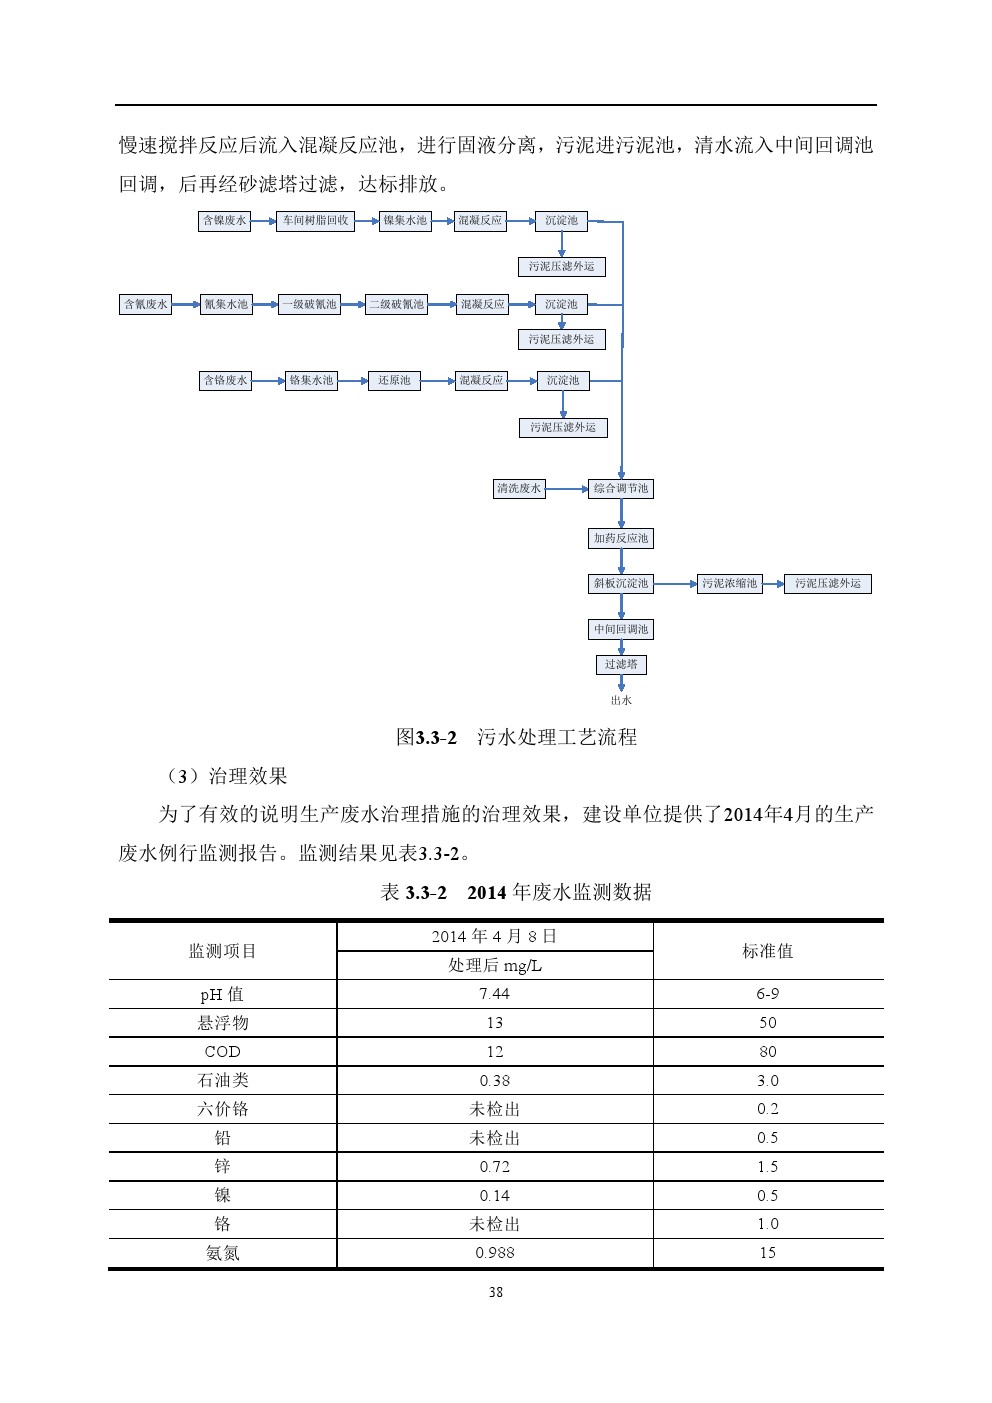 慢速搅拌反应后流入混凝反应池，进行固液分离，污泥进污泥池，清水流入中间回调池
回调，后再经砂滤塔过滤，达标排放。
含镍废水 车间树脂回收 镍集水池 混凝反应 沉淀池
污泥压滤外运
含氰废水 氰集水池 一级破氰池 二级破氰池 混凝反应 沉淀池
污泥压滤外运
含铬废水 铬集水池 还原池 混凝反应 沉淀池
污泥压滤外运
清洗废水 综合调节池
加药反应池
斜板沉淀池 污泥浓缩池 污泥压滤外运
中间回调池
过滤塔
出水
图3.3-2 污水处理工艺流程
（3）治理效果
为了有效的说明生产废水治理措施的治理效果，建设单位提供了2014年4月的生产
废水例行监测报告。监测结果见表3.3-2。
表 3.3-2 2014 年废水监测数据
监测项目 2014 年 4 月 8 日 标准值
处理后 mg/L
pH 值 7.44 6-9
悬浮物 13 50
COD 12 80
石油类 0.38 3.0
六价铬 未检出 0.2
铅 未检出 0.5
锌 0.72 1.5
镍 0.14 0.5
铬 未检出 1.0
氨氮 0.988 15
38